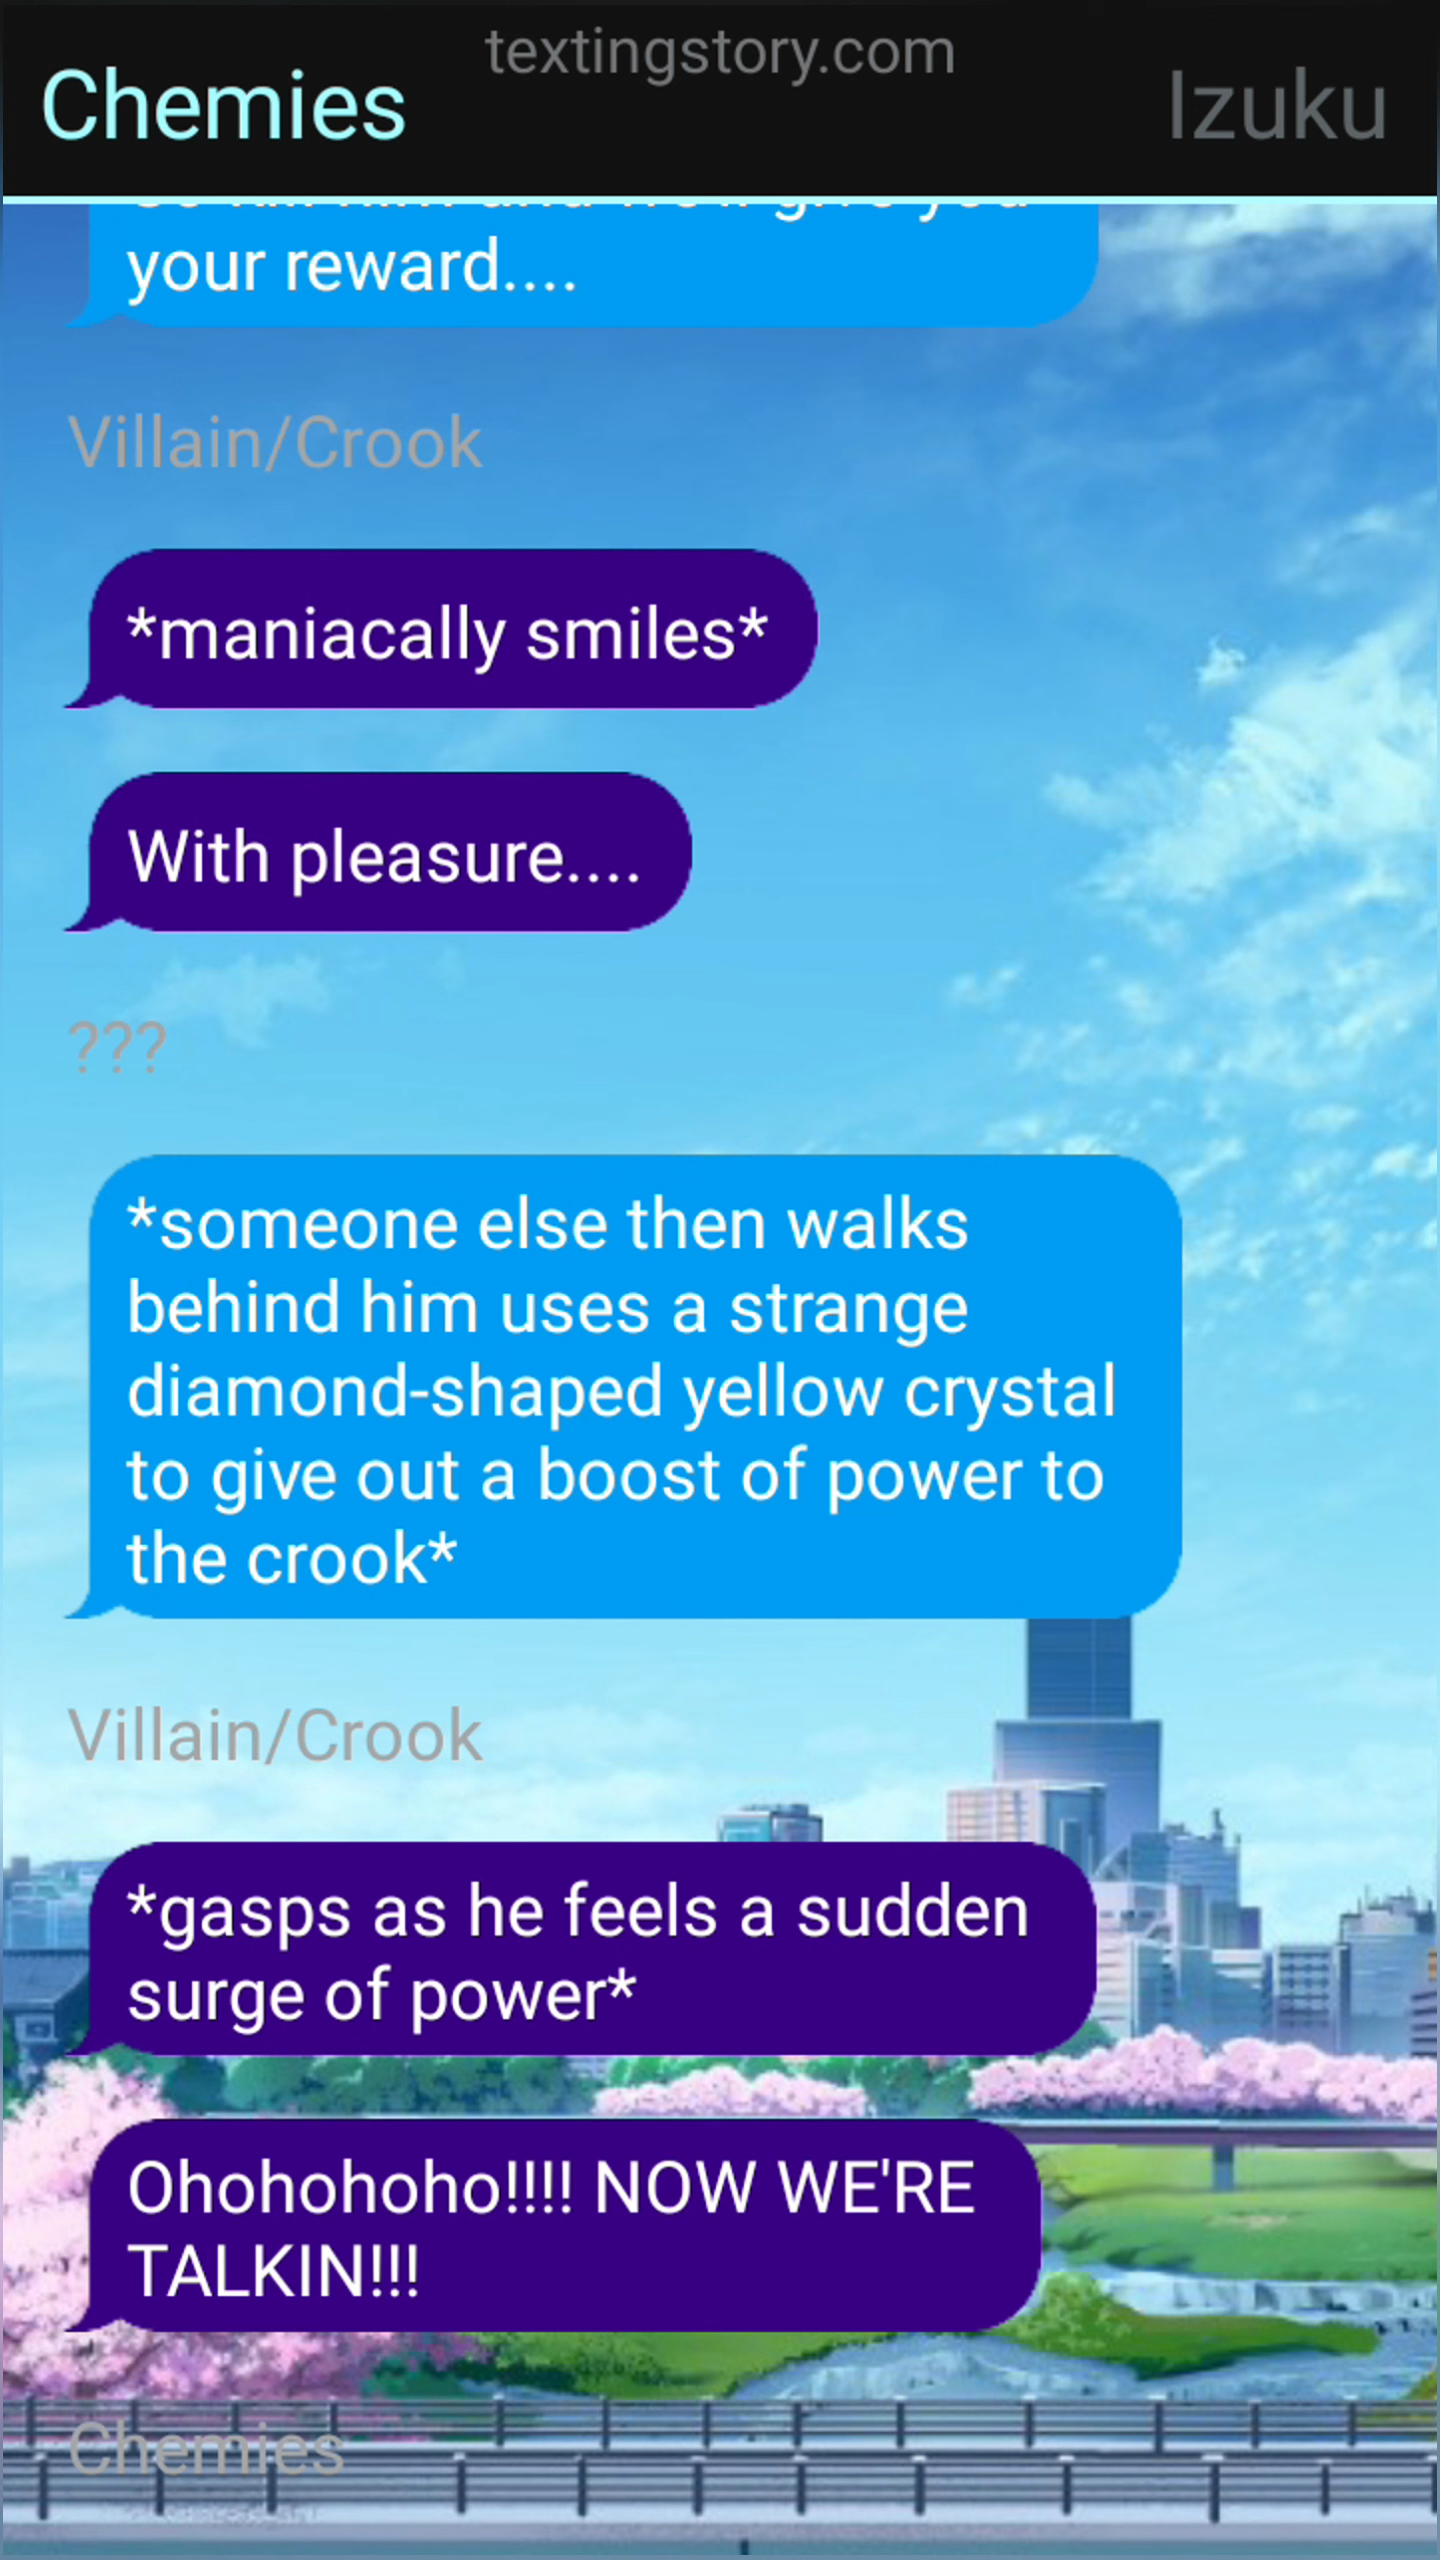 textingstory.com
Chemies
Izuku
your reward....
Villain/Crook
*maniacally smiles*
With pleasure....
???
*someone else then walks
behind him uses a strange
diamond-shaped yellow crystal
to give out a boost of power to
the crook*
Villain/Crook
*gasps as he feels a sudden
surge of power*
Ohohohoho!!!! NOW WE'RE
TALKIN!!!
Chemies